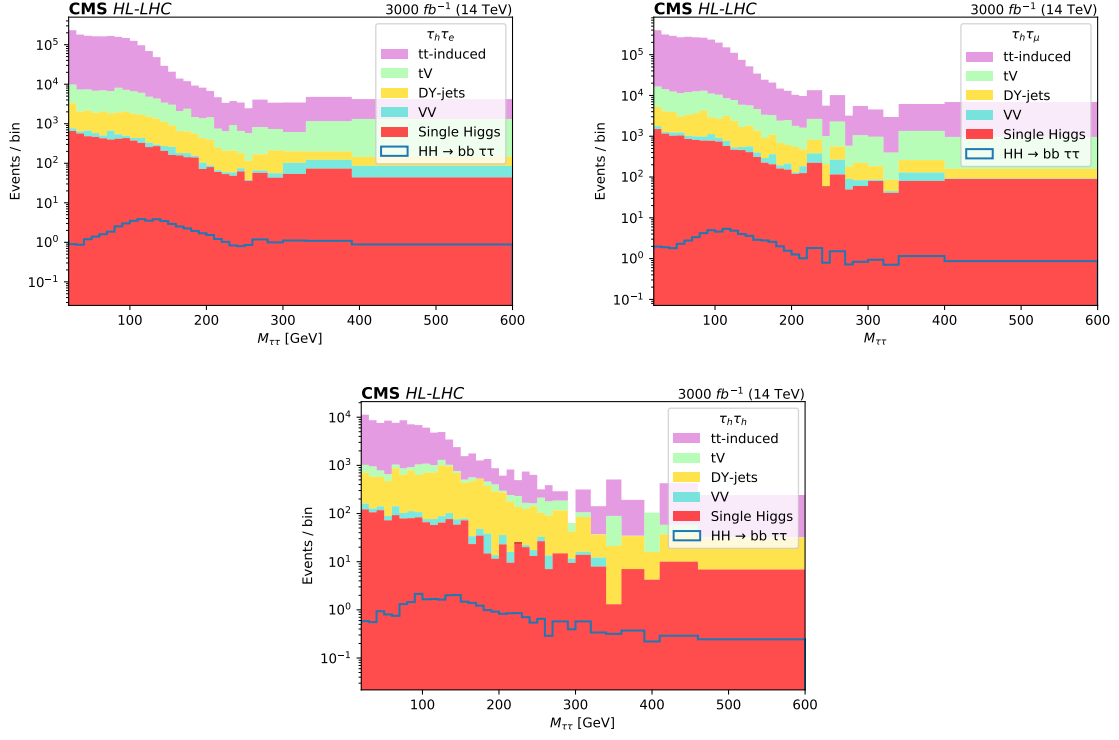 CMS HL-LHC 3000 fb⁻¹ (14 TeV)
τₕτₑ
tt-induced
tV
DY-jets
VV
Single Higgs
HH → bb ττ
Events / bin
10⁵
10⁴
10³
10²
10¹
10⁰
10⁻¹
100 200 300 400 500 600
M_ττ [GeV]
CMS HL-LHC 3000 fb⁻¹ (14 TeV)
τₕτ_μ
tt-induced
tV
DY-jets
VV
Single Higgs
HH → bb ττ
Events / bin
10⁵
10⁴
10³
10²
10¹
10⁰
10⁻¹
100 200 300 400 500 600
M_ττ
CMS HL-LHC 3000 fb⁻¹ (14 TeV)
τₕτₕ
tt-induced
tV
DY-jets
VV
Single Higgs
HH → bb ττ
Events / bin
10⁴
10³
10²
10¹
10⁰
10⁻¹
100 200 300 400 500 600
M_ττ [GeV]